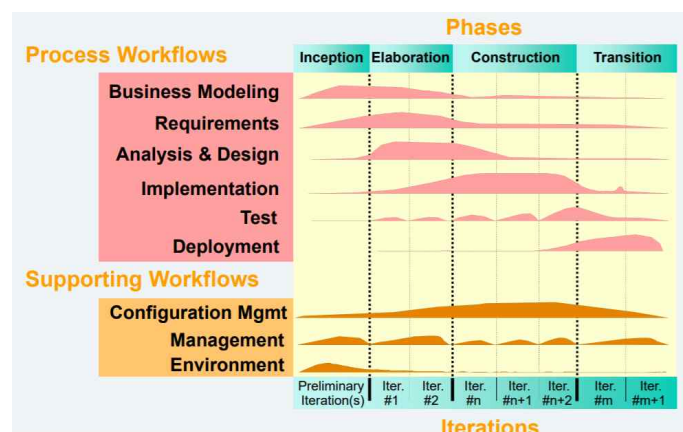 Phases
Process Workflows
Inception Elaboration Construction Transition
Business Modeling
Requirements
Analysis & Design
Implementation
Test
Deployment
Supporting Workflows
Configuration Mgmt
Management
Environment
Preliminary Iteration(s)
Iter. #1
Iter. #2
Iter. #n
Iter. #n+1
Iter. #n+2
Iter. #m
Iter. #m+1
Iterations